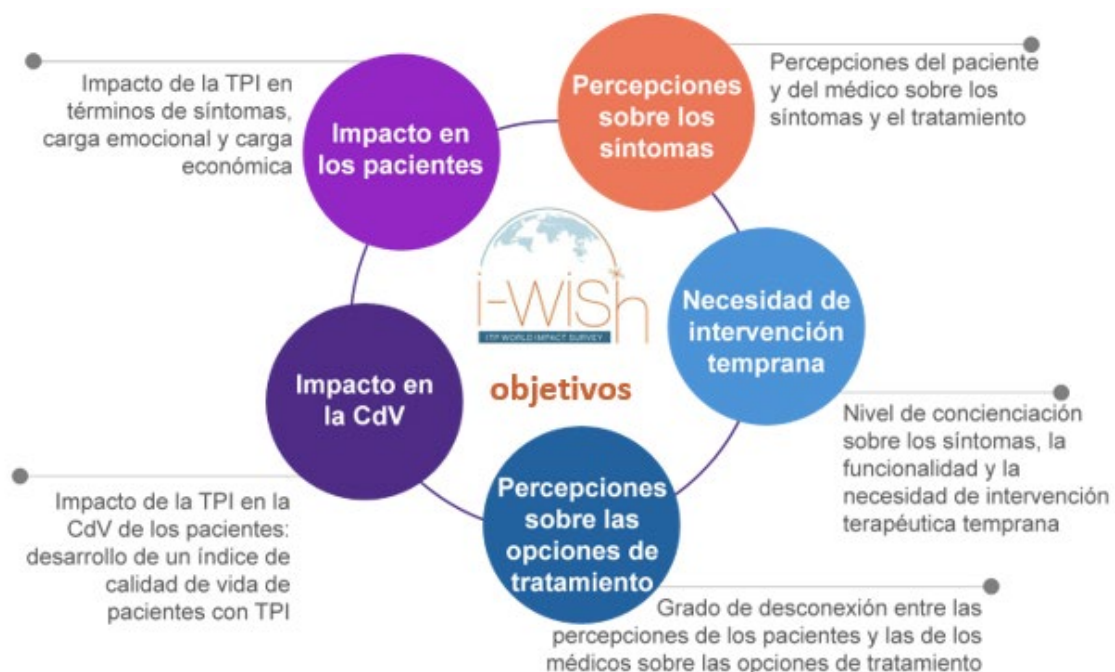 Impacto de la TPI en
términos de síntomas,
carga emocional y carga
económica
Impacto en
los pacientes
Percepciones
sobre los
síntomas
Percepciones del paciente
y del médico sobre los
síntomas y el tratamiento
i-WiSh
ITP WORLD IMPACT SURVEY
objetivos
Necesidad de
intervención
temprana
Nivel de concienciación
sobre los síntomas, la
funcionalidad y la
necesidad de intervención
terapéutica temprana
Impacto en
la CdV
Impacto de la TPI en la
CdV de los pacientes:
desarrollo de un índice de
calidad de vida de
pacientes con TPI
Percepciones
sobre las
opciones de
tratamiento
Grado de desconexión entre las
percepciones de los pacientes y las de los
médicos sobre las opciones de tratamiento